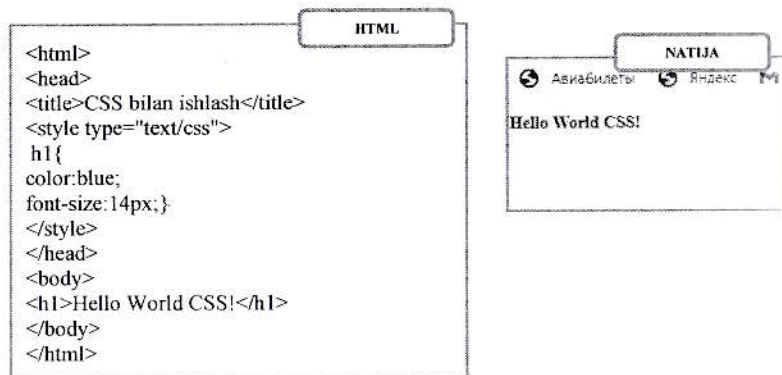 HTML
<html>
<head>
<title>CSS bilan ishlash</title>
<style type="text/css">
h1{
color:blue;
font-size:14px;}
</style>
</head>
<body>
<h1>Hello World CSS!</h1>
</body>
</html>
NATIJA
Авиабилеты Яндекс M
Hello World CSS!